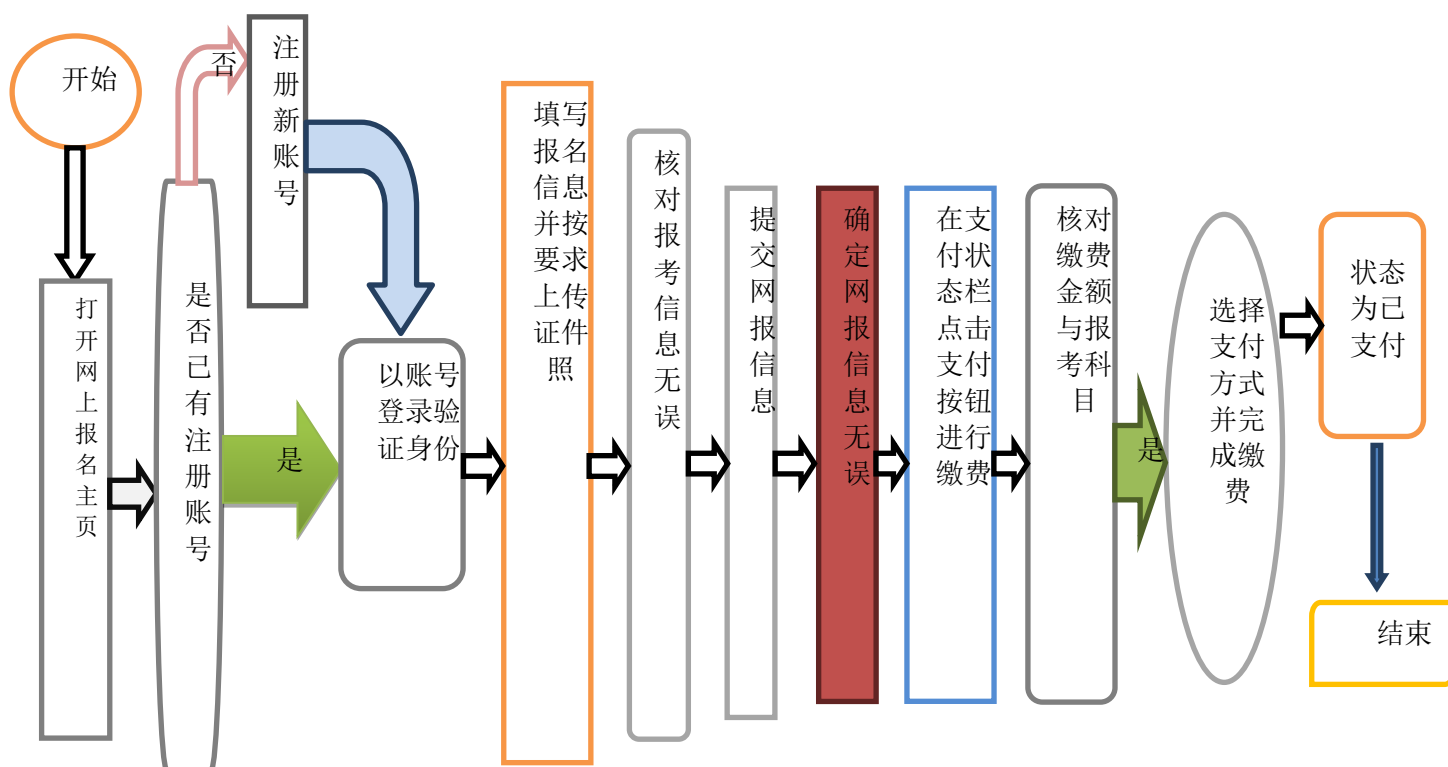 开始
打开网上报名主页
是否已有注册账号
否
注册新账号
是
以账号
登录验
证身份
填写
报名
信息
并按
要求
上传
证件
照
核对报考信息无误
提交网报信息
确定网报信息无误
在支
付状
态栏
点击
支付
按钮
进行
缴费
核对
缴费
金额
与报
考科
目
是
选择
支付
方式
并完
成缴
费
状态
为已
支付
结束